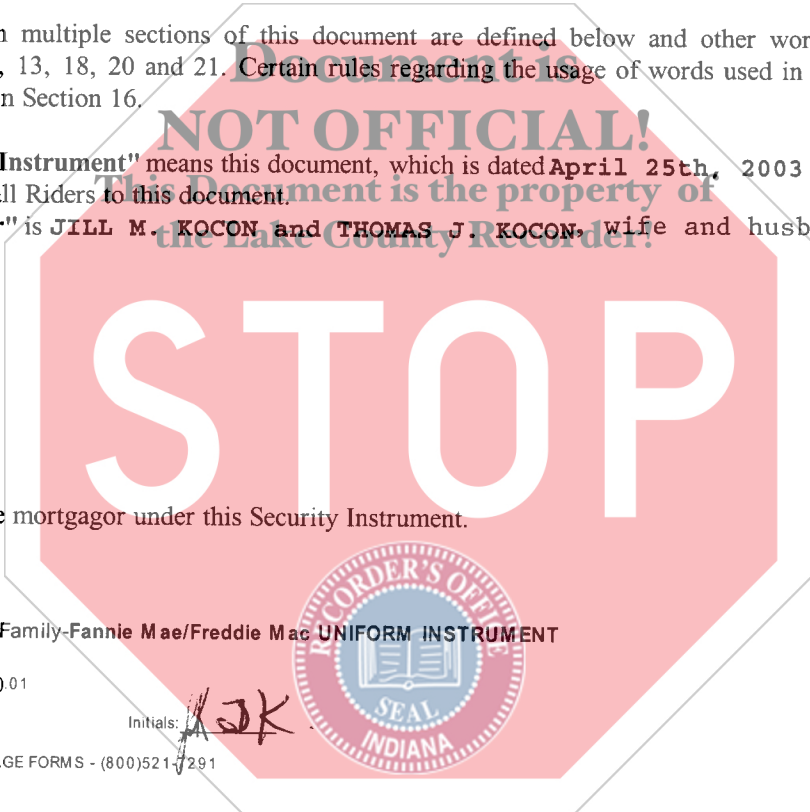 multiple sections of this document are defined below and other wor
, 13, 18, 20 and 21. Certain rules regarding the usage of words used in
n Section 16.
Document is
NOT OFFICIAL!
This Document is the property of
the Lake County Recorder!
Instrument" means this document, which is dated April 25th, 2003
ll Riders to this document.
" is JILL M. KOCON and THOMAS J. KOCON, wife and husb
STOP
e mortgagor under this Security Instrument.
Family-Fannie Mae/Freddie Mac UNIFORM INSTRUMENT
.01
Initials: JK
GE FORMS - (800)521-7291
RECORDER'S OFFICE
SEAL
INDIANA